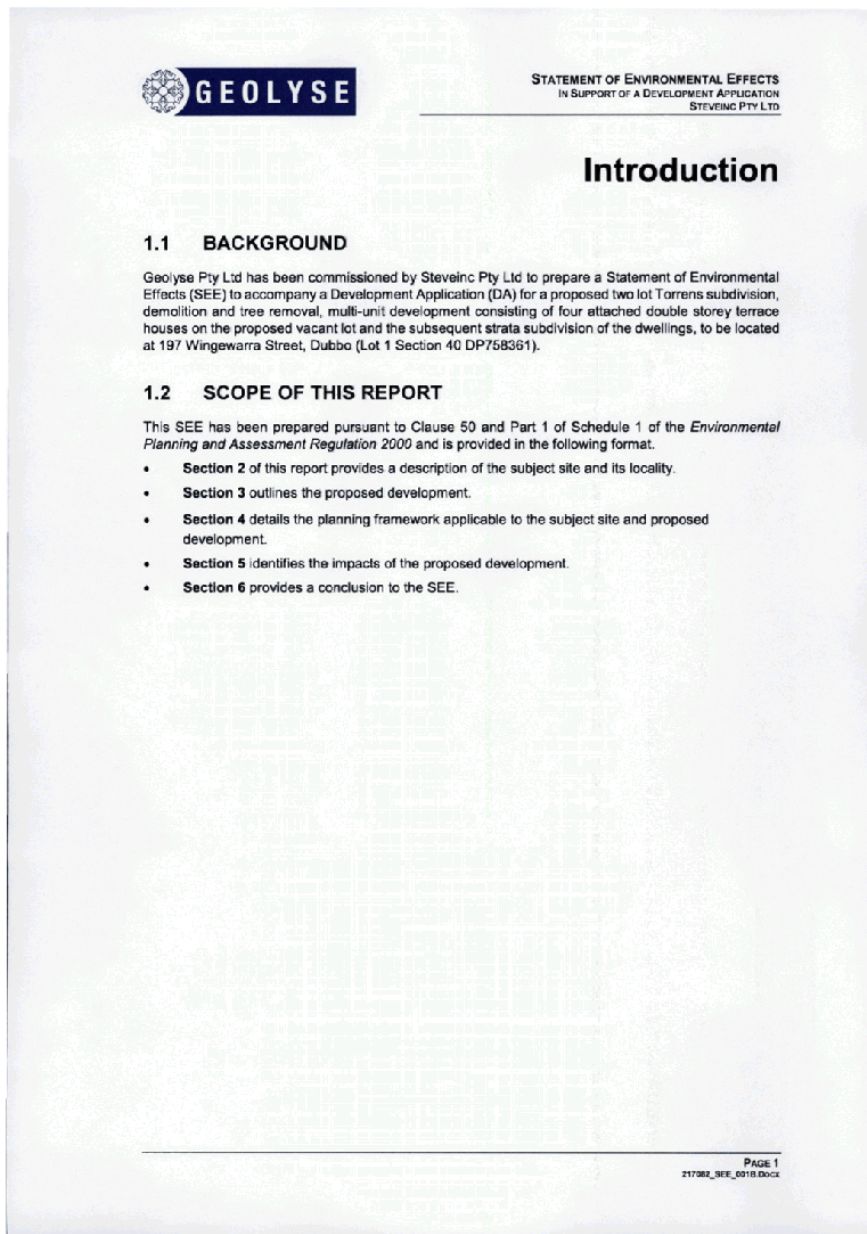 GEOLYSE
STATEMENT OF ENVIRONMENTAL EFFECTS
IN SUPPORT OF A DEVELOPMENT APPLICATION
STEVEINC PTY LTD
Introduction
1.1 BACKGROUND
Geolyse Pty Ltd has been commissioned by Steveinc Pty Ltd to prepare a Statement of Environmental
Effects (SEE) to accompany a Development Application (DA) for a proposed two lot Torrens subdivision,
demolition and tree removal, multi-unit development consisting of four attached double storey terrace
houses on the proposed vacant lot and the subsequent strata subdivision of the dwellings, to be located
at 197 Wingewarra Street, Dubbo (Lot 1 Section 40 DP758361).
1.2 SCOPE OF THIS REPORT
This SEE has been prepared pursuant to Clause 50 and Part 1 of Schedule 1 of the Environmental
Planning and Assessment Regulation 2000 and is provided in the following format.
• Section 2 of this report provides a description of the subject site and its locality.
• Section 3 outlines the proposed development.
• Section 4 details the planning framework applicable to the subject site and proposed
development.
• Section 5 identifies the impacts of the proposed development.
• Section 6 provides a conclusion to the SEE.
PAGE 1
217082_SEE_001B.DOCX